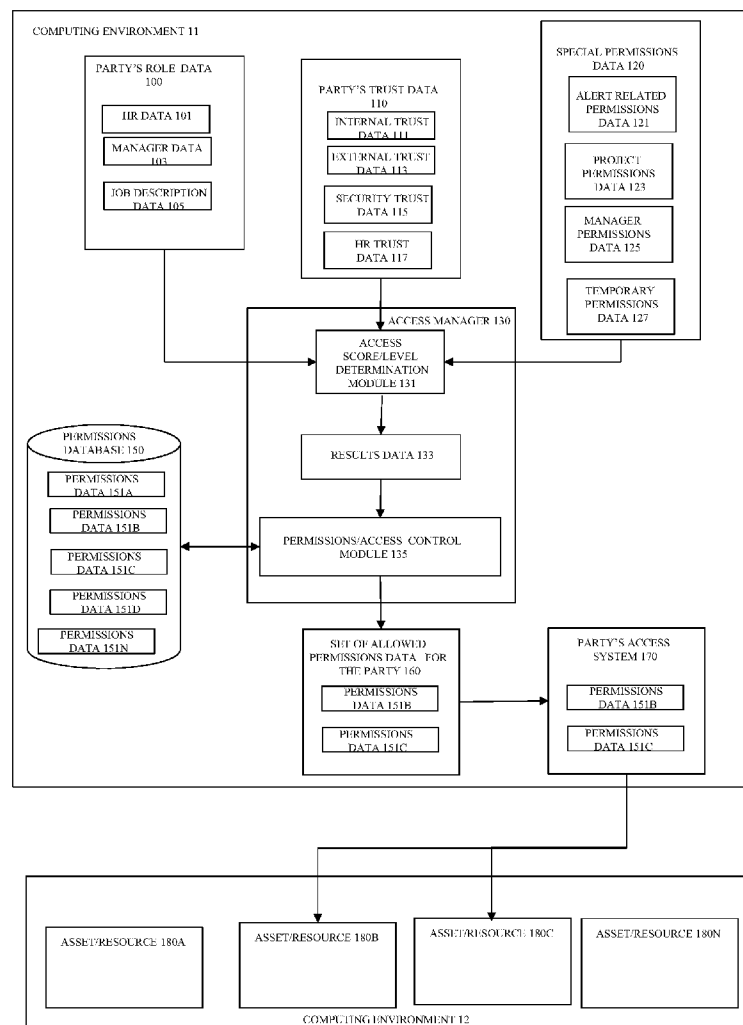 COMPUTING ENVIRONMENT 11
PARTY'S ROLE DATA
100
HR DATA 101
MANAGER DATA
103
JOB DESCRIPTION
DATA 105
PARTY'S TRUST DATA
110
INTERNAL TRUST
DATA 111
EXTERNAL TRUST
DATA 113
SECURITY TRUST
DATA 115
HR TRUST
DATA 117
SPECIAL PERMISSIONS
DATA 120
ALERT RELATED
PERMISSIONS
DATA 121
PROJECT
PERMISSIONS
DATA 123
MANAGER
PERMISSIONS
DATA 125
TEMPORARY
PERMISSIONS
DATA 127
ACCESS MANAGER 130
ACCESS
SCORE/LEVEL
DETERMINATION
MODULE 131
RESULTS DATA 133
PERMISSIONS/ACCESS CONTROL
MODULE 135
PERMISSIONS
DATABASE 150
PERMISSIONS
DATA 151A
PERMISSIONS
DATA 151B
PERMISSIONS
DATA 151C
PERMISSIONS
DATA 151D
PERMISSIONS
DATA 151N
SET OF ALLOWED
PERMISSIONS DATA FOR
THE PARTY 160
PERMISSIONS
DATA 151B
PERMISSIONS
DATA 151C
PARTY'S ACCESS
SYSTEM 170
PERMISSIONS
DATA 151B
PERMISSIONS
DATA 151C
ASSET/RESOURCE 180A
ASSET/RESOURCE 180B
ASSET/RESOURCE 180C
ASSET/RESOURCE 180N
COMPUTING ENVIRONMENT 12